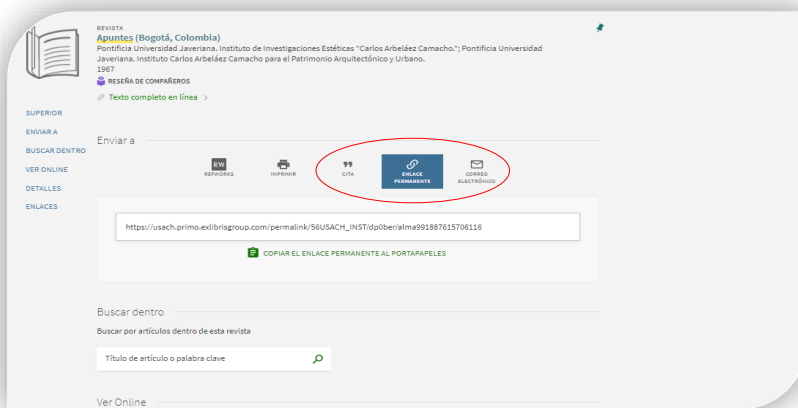 REVISTA
Apuntes (Bogotá, Colombia)
Pontificia Universidad Javeriana. Instituto de Investigaciones Estéticas "Carlos Arbeláez Camacho."; Pontificia Universidad
Javeriana. Instituto Carlos Arbeláez Camacho para el Patrimonio Arquitectónico y Urbano.
1967
RESEÑA DE COMPAÑEROS
Texto completo en línea
SUPERIOR
ENVIAR A
BUSCAR DENTRO
VER ONLINE
DETALLES
ENLACES
Enviar a
RW
REFWORKS
IMPRIMIR
CITA
ENLACE
PERMANENTE
CORREO
ELECTRÓNICO
https://usach.primo.exlibrisgroup.com/permalink/56USACH_INST/dp0ber/alma991887615706116
COPIAR EL ENLACE PERMANENTE AL PORTAPAPELES
Buscar dentro
Buscar por artículos dentro de esta revista
Título de artículo o palabra clave
Ver Online